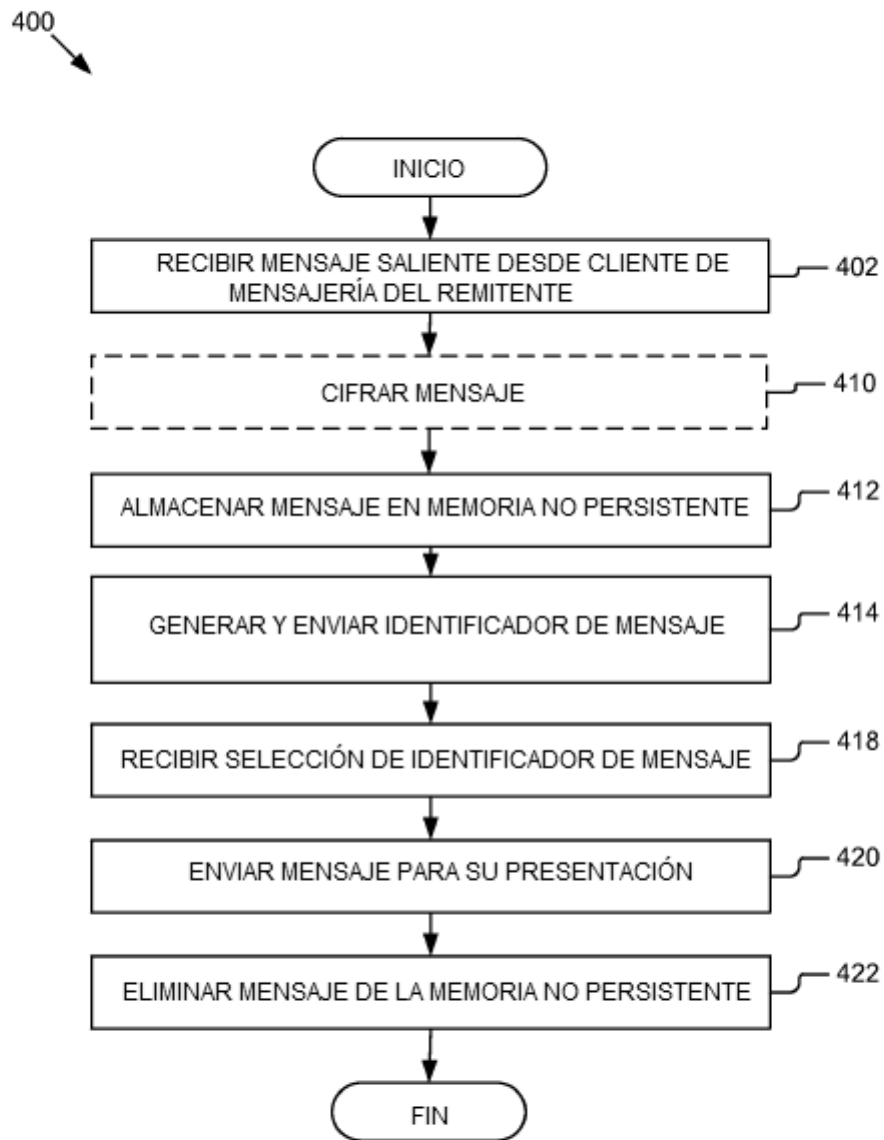 400
INICIO
RECIBIR MENSAJE SALIENTE DESDE CLIENTE DE
MENSAJERÍA DEL REMITENTE
402
CIFRAR MENSAJE
410
ALMACENAR MENSAJE EN MEMORIA NO PERSISTENTE
412
GENERAR Y ENVIAR IDENTIFICADOR DE MENSAJE
414
RECIBIR SELECCIÓN DE IDENTIFICADOR DE MENSAJE
418
ENVIAR MENSAJE PARA SU PRESENTACIÓN
420
ELIMINAR MENSAJE DE LA MEMORIA NO PERSISTENTE
422
FIN